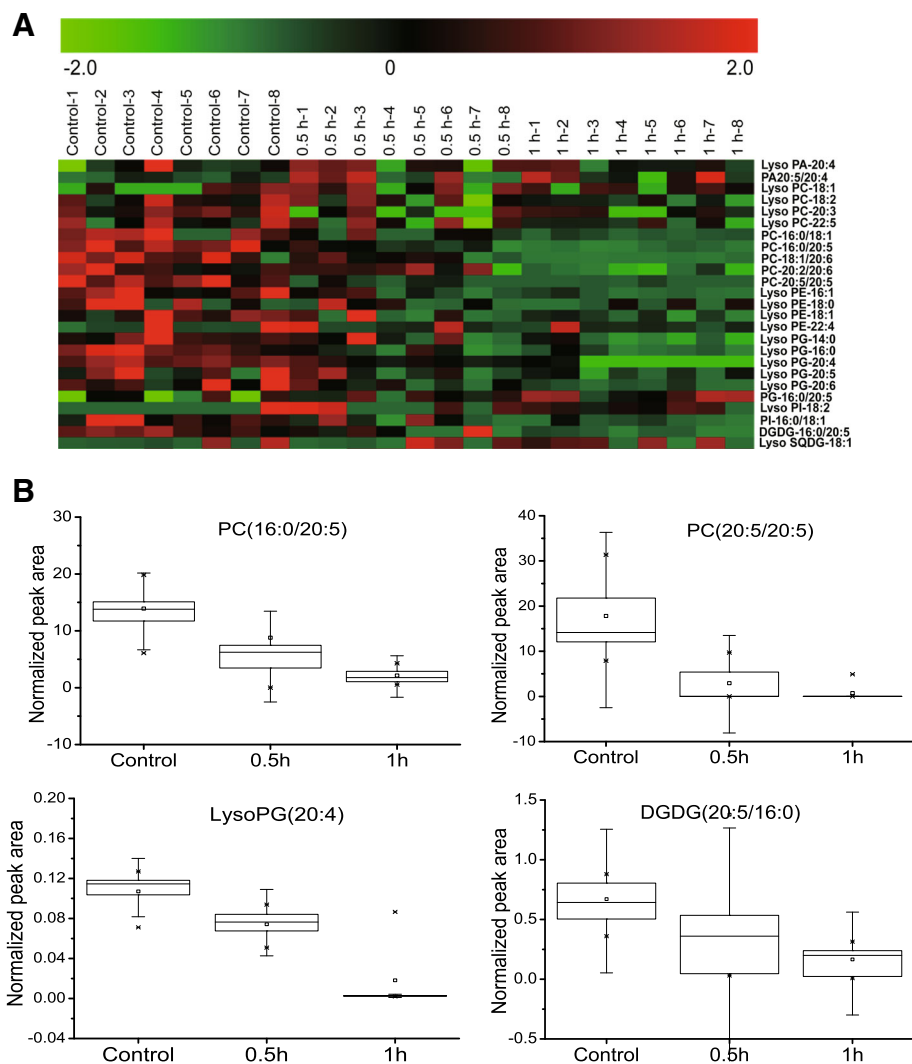 A
-2.0 0 2.0
Control-1 Control-2 Control-3 Control-4 Control-5 Control-6 Control-7 Control-8 0.5 h-1 0.5 h-2 0.5 h-3 0.5 h-4 0.5 h-5 0.5 h-6 0.5 h-7 0.5 h-8 1 h-1 1 h-2 1 h-3 1 h-4 1 h-5 1 h-6 1 h-7 1 h-8
Lyso PA-20:4
PA20:5/20:4
Lyso PC-18:1
Lyso PC-18:2
Lyso PC-20:3
Lyso PC-22:5
PC-16:0/18:1
PC-16:0/20:5
PC-18:1/20:6
PC-20:2/20:6
PC-20:5/20:5
Lyso PE-16:1
Lyso PE-18:0
Lyso PE-18:1
Lyso PE-22:4
Lyso PG-14:0
Lyso PG-16:0
Lyso PG-20:4
Lyso PG-20:5
Lyso PG-20:6
PG-16:0/20:5
Lyso PI-18:2
PI-16:0/18:1
DGDG-16:0/20:5
Lyso SQDG-18:1
B
PC(16:0/20:5)
Normalized peak area
30
20
10
0
-10
Control 0.5h 1h
PC(20:5/20:5)
Normalized peak area
40
30
20
10
0
-10
Control 0.5h 1h
LysoPG(20:4)
Normalized peak area
0.20
0.16
0.12
0.08
0.04
0.00
-0.04
Control 0.5h 1h
DGDG(20:5/16:0)
Normalized peak area
1.5
1.0
0.5
0.0
-0.5
Control 0.5h 1h